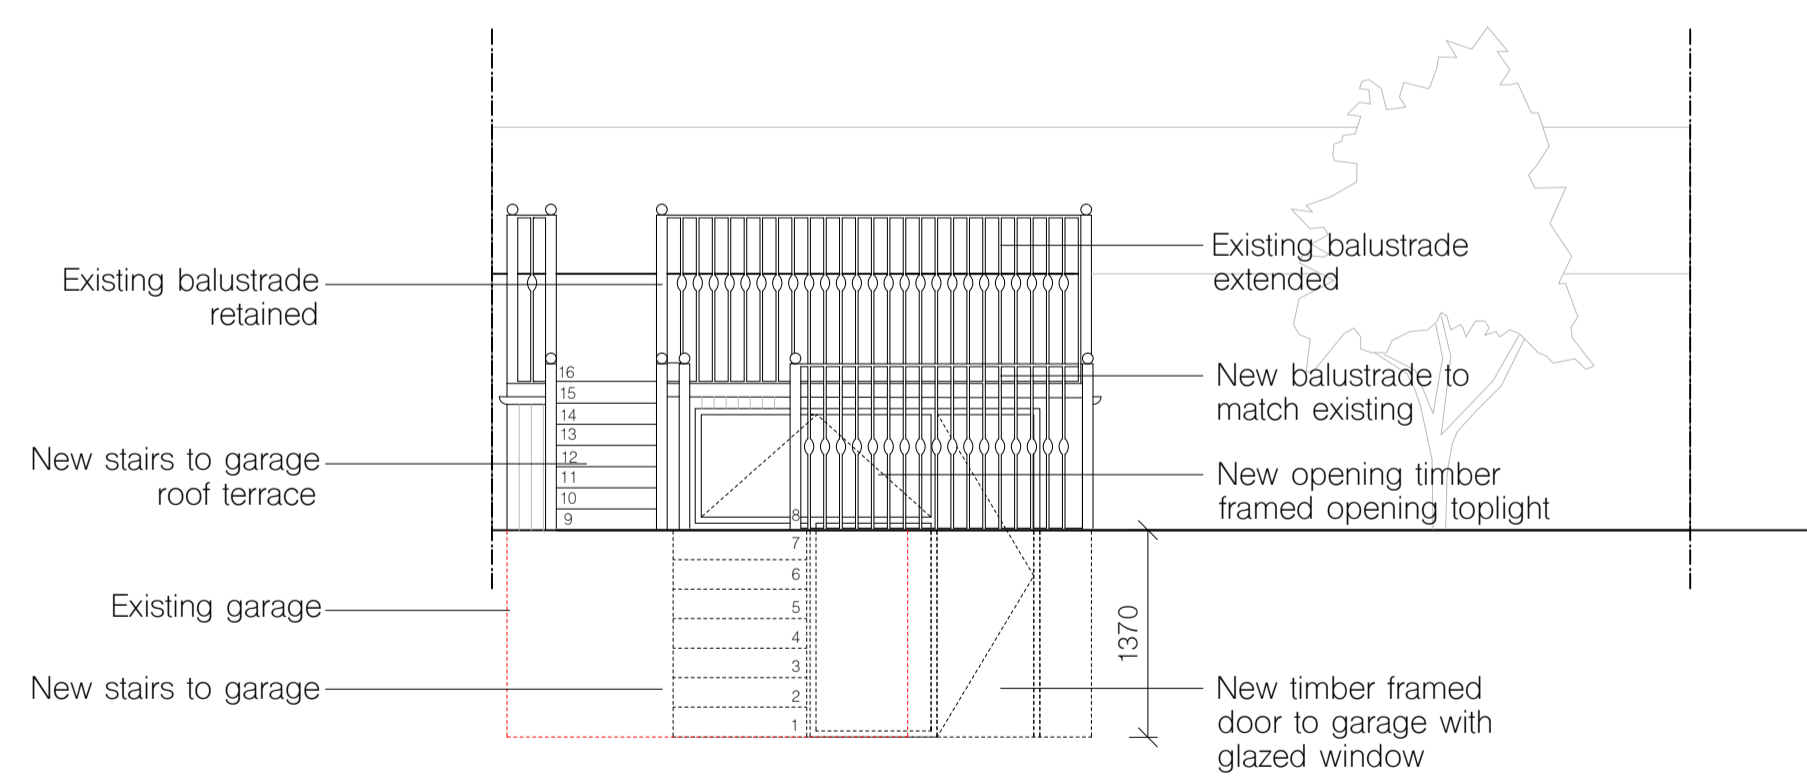 Existing balustrade
retained
New stairs to garage
roof terrace
Existing garage
New stairs to garage
16
15
14
13
12
11
10
9
8
7
6
5
4
3
2
1
Existing balustrade
extended
New balustrade to
match existing
New opening timber
framed opening toplight
1370
New timber framed
door to garage with
glazed window